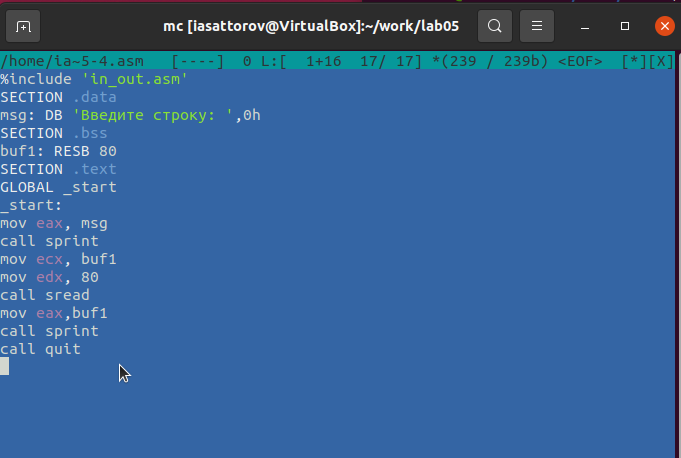 mc [iasattorov@VirtualBox]:~/work/lab05
/home/ia~5-4.asm   [----]  0 L:[  1+16  17/ 17] *(239 / 239b) <EOF>  [*][X]
%include 'in_out.asm'
SECTION .data
msg: DB 'Введите строку: ',0h
SECTION .bss
buf1: RESB 80
SECTION .text
GLOBAL _start
_start:
mov eax, msg
call sprint
mov ecx, buf1
mov edx, 80
call sread
mov eax,buf1
call sprint
call quit